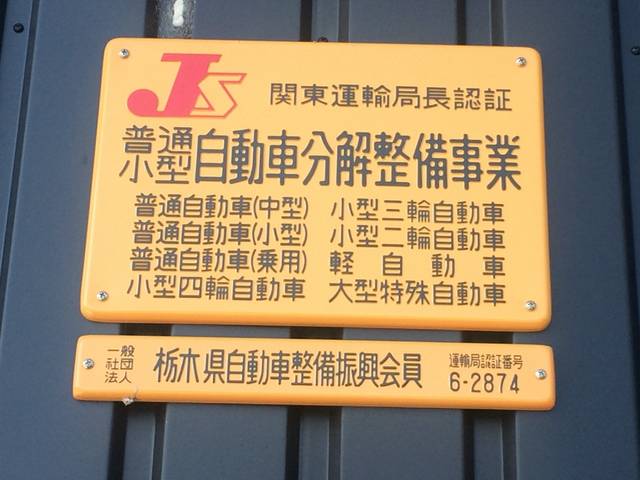 JS 関東運輸局長認証
普通
小型 自動車分解整備事業
普通自動車(中型) 小型三輪自動車
普通自動車(小型) 小型二輪自動車
普通自動車(乗用) 軽自動車
小型四輪自動車 大型特殊自動車
一般
社団
法人 栃木県自動車整備振興会員
運輸局認証番号
6-2874